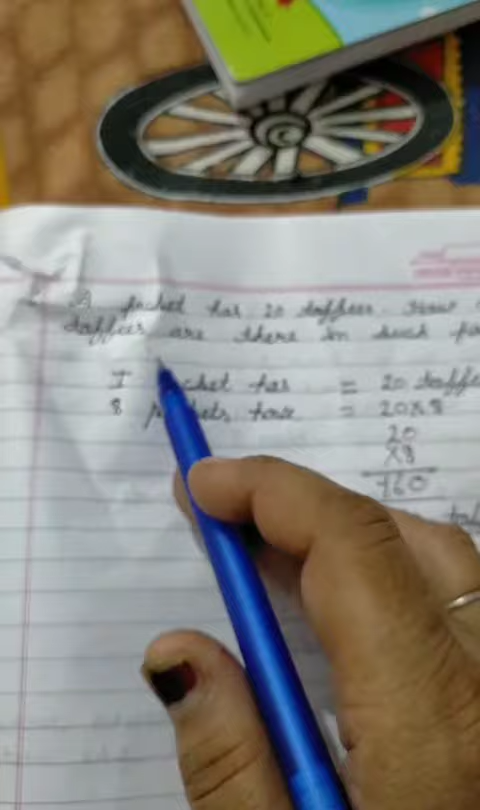 A packet has 20 toffees. How
toffees are there in such
1 packet has = 20 toffe
8 packets have = 20x8
20
x8
160